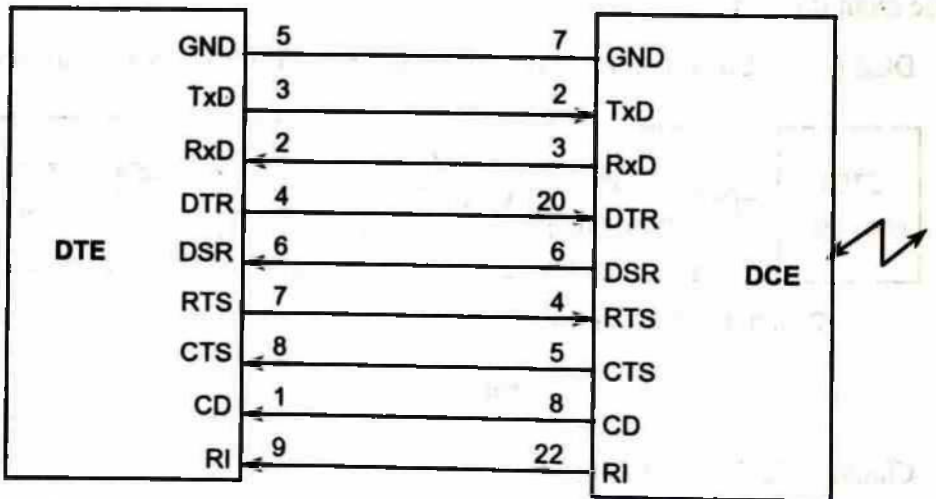 GND 5 7 GND
TxD 3 2 TxD
RxD 2 3 RxD
DTR 4 20 DTR
DTE DSR 6 6 DSR DCE
RTS 7 4 RTS
CTS 8 5 CTS
CD 1 8 CD
RI 9 22 RI